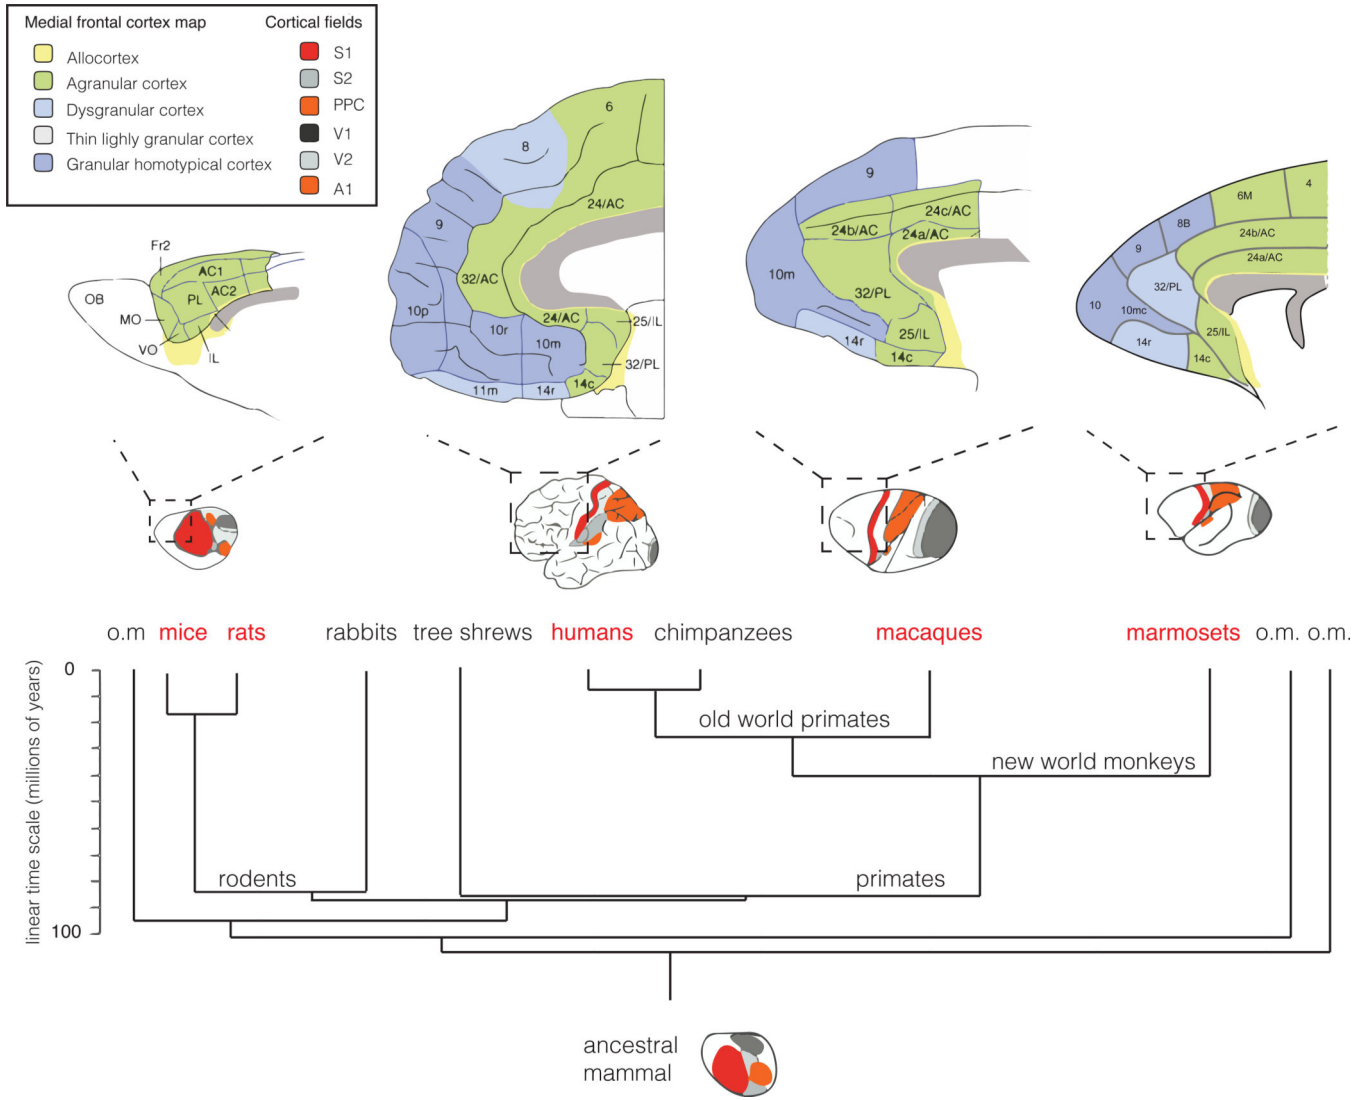 Medial frontal cortex map
Allocortex
Agranular cortex
Dysgranular cortex
Thin lighly granular cortex
Granular homotypical cortex
Cortical fields
S1
S2
PPC
V1
V2
A1
OB
Fr2
AC1
AC2
PL
MO
VO
IL
6
8
9
24/AC
32/AC
10p
10r
24/AC
25/IL
10m
32/PL
11m
14r
14c
9
24c/AC
24b/AC
24a/AC
10m
32/PL
25/IL
14r
14c
4
6M
8B
9
24b/AC
24a/AC
32/PL
10
10mc
25/IL
14r
14c
o.m
mice
rats
rabbits
tree shrews
humans
chimpanzees
macaques
marmosets
o.m.
o.m.
linear time scale (millions of years)
0
100
old world primates
new world monkeys
rodents
primates
ancestral
mammal